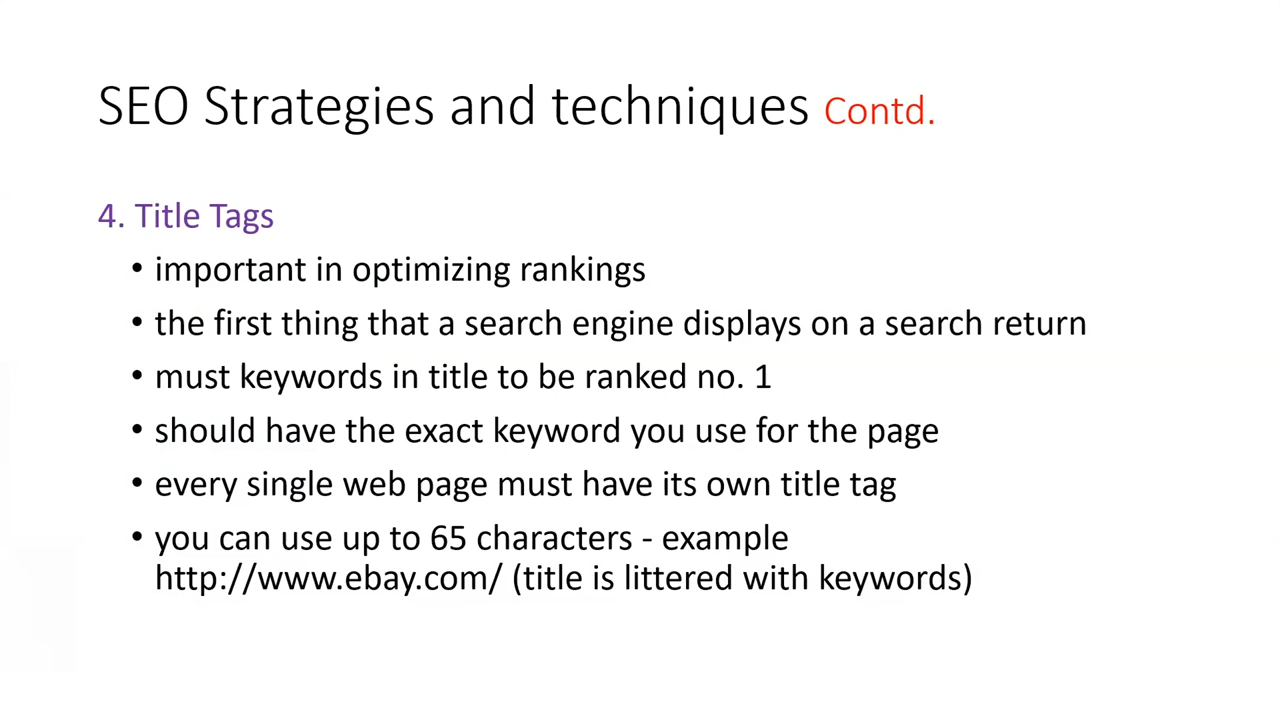 SEO Strategies and techniques Contd.
4. Title Tags
• important in optimizing rankings
• the first thing that a search engine displays on a search return
• must keywords in title to be ranked no. 1
• should have the exact keyword you use for the page
• every single web page must have its own title tag
• you can use up to 65 characters - example
http://www.ebay.com/ (title is littered with keywords)